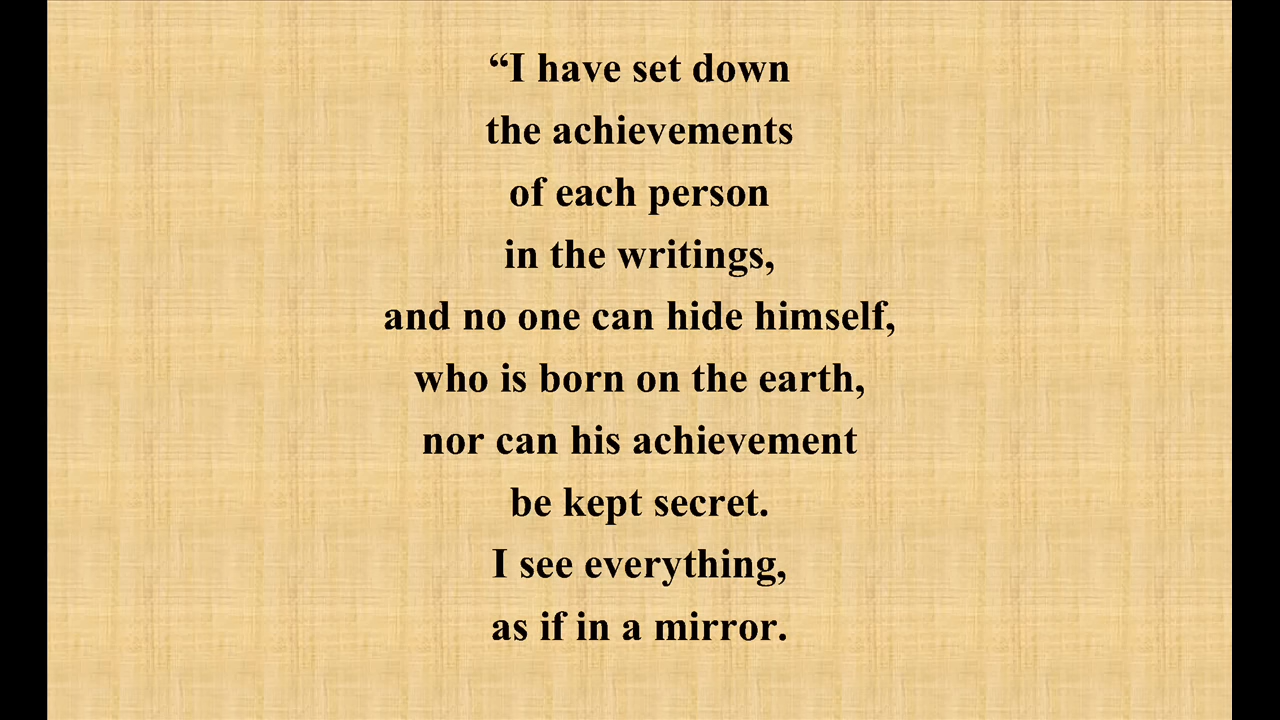 “I have set down
the achievements
of each person
in the writings,
and no one can hide himself,
who is born on the earth,
nor can his achievement
be kept secret.
I see everything,
as if in a mirror.